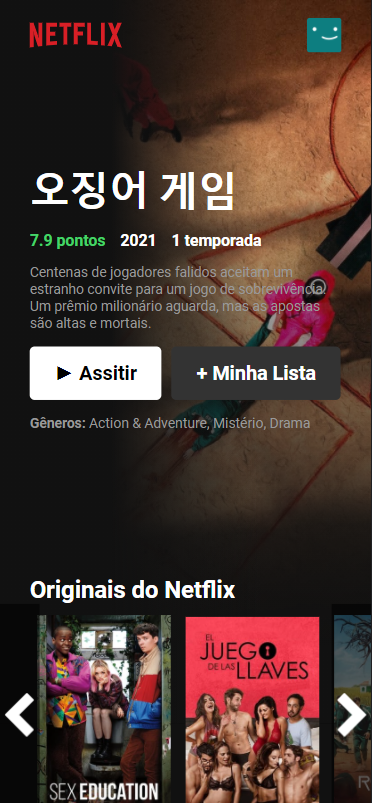 NETFLIX
오징어 게임
7.9 pontos 2021 1 temporada
Centenas de jogadores falidos aceitam um
estranho convite para um jogo de sobrevivência.
Um prêmio milionário aguarda, mas as apostas
são altas e mortais.
Assitir
+ Minha Lista
Gêneros: Action & Adventure, Mistério, Drama
Originais do Netflix
EL
JUEGO
DE LAS
LLAVES
SEX EDUCATION
R